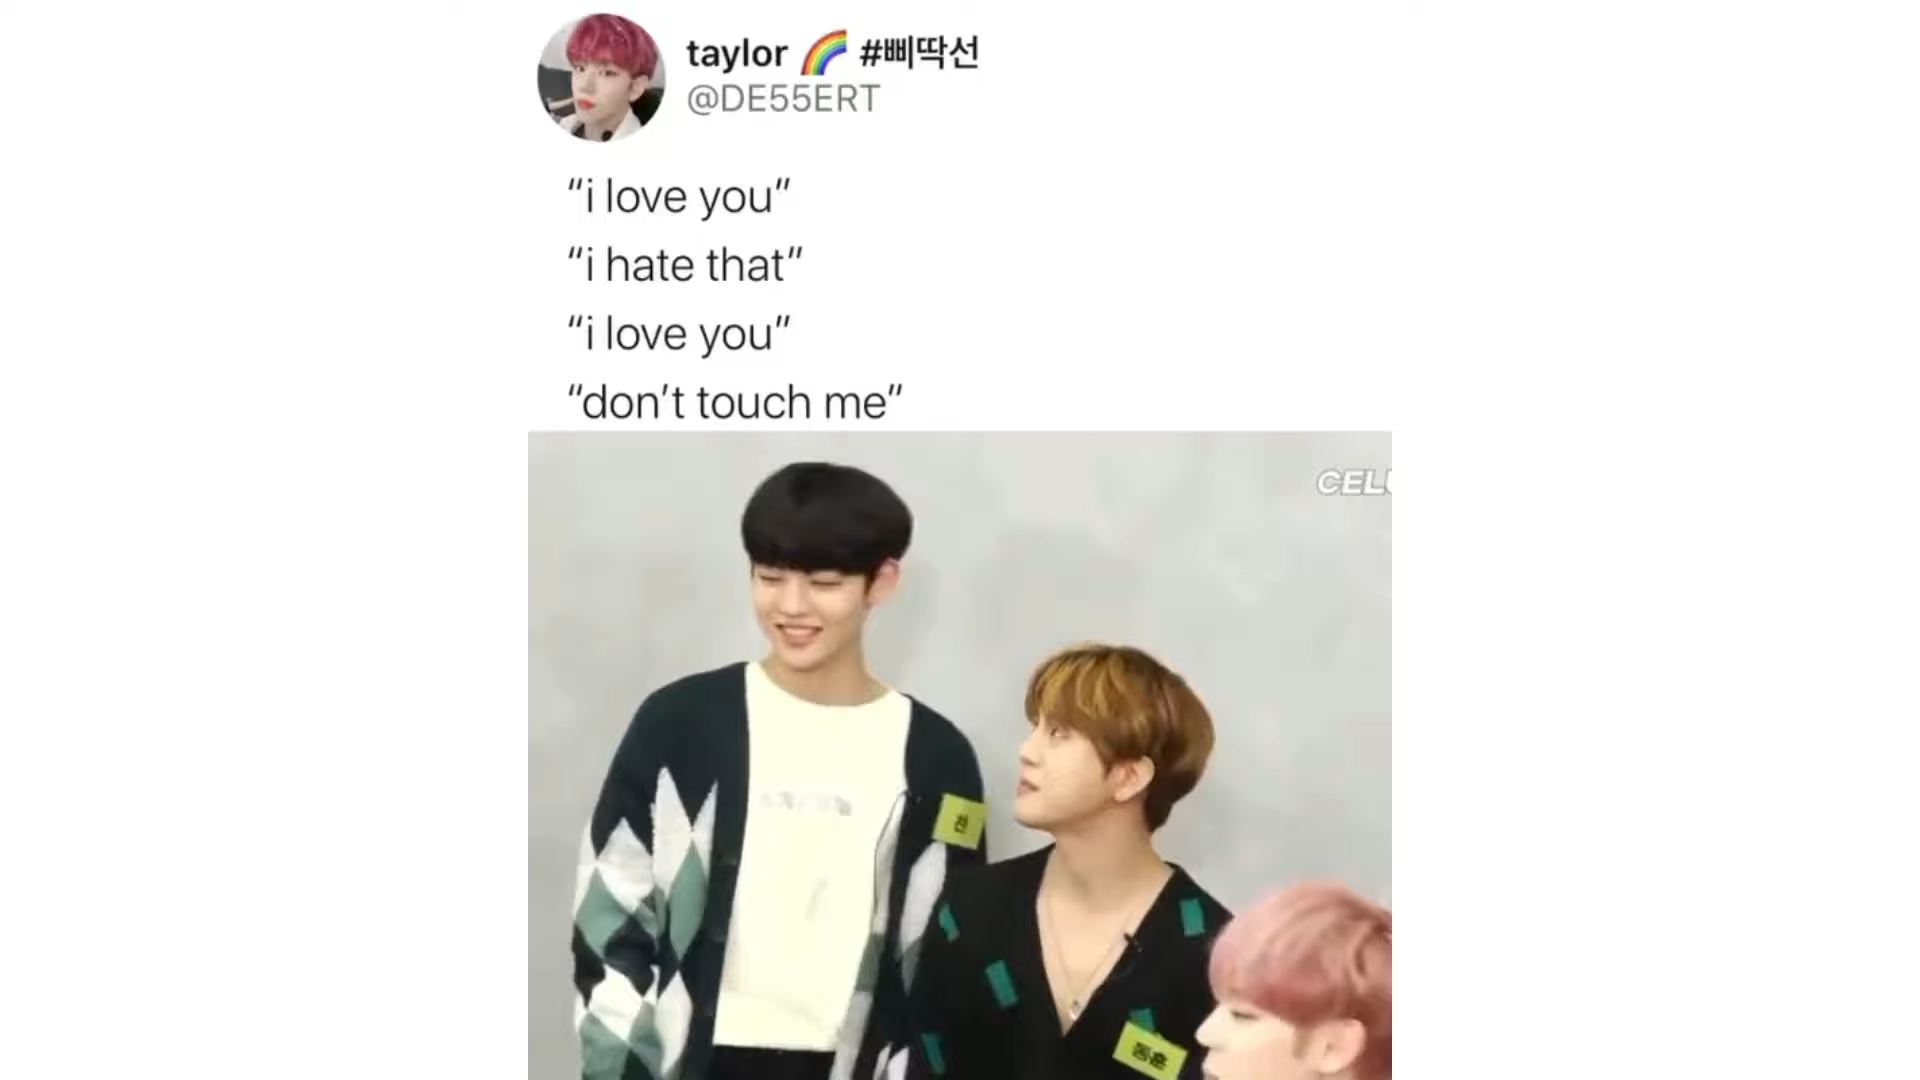 taylor 🌈 #삐딱선
@DE55ERT
“i love you”
“i hate that”
“i love you”
“don't touch me”
CEL
찬
동훈